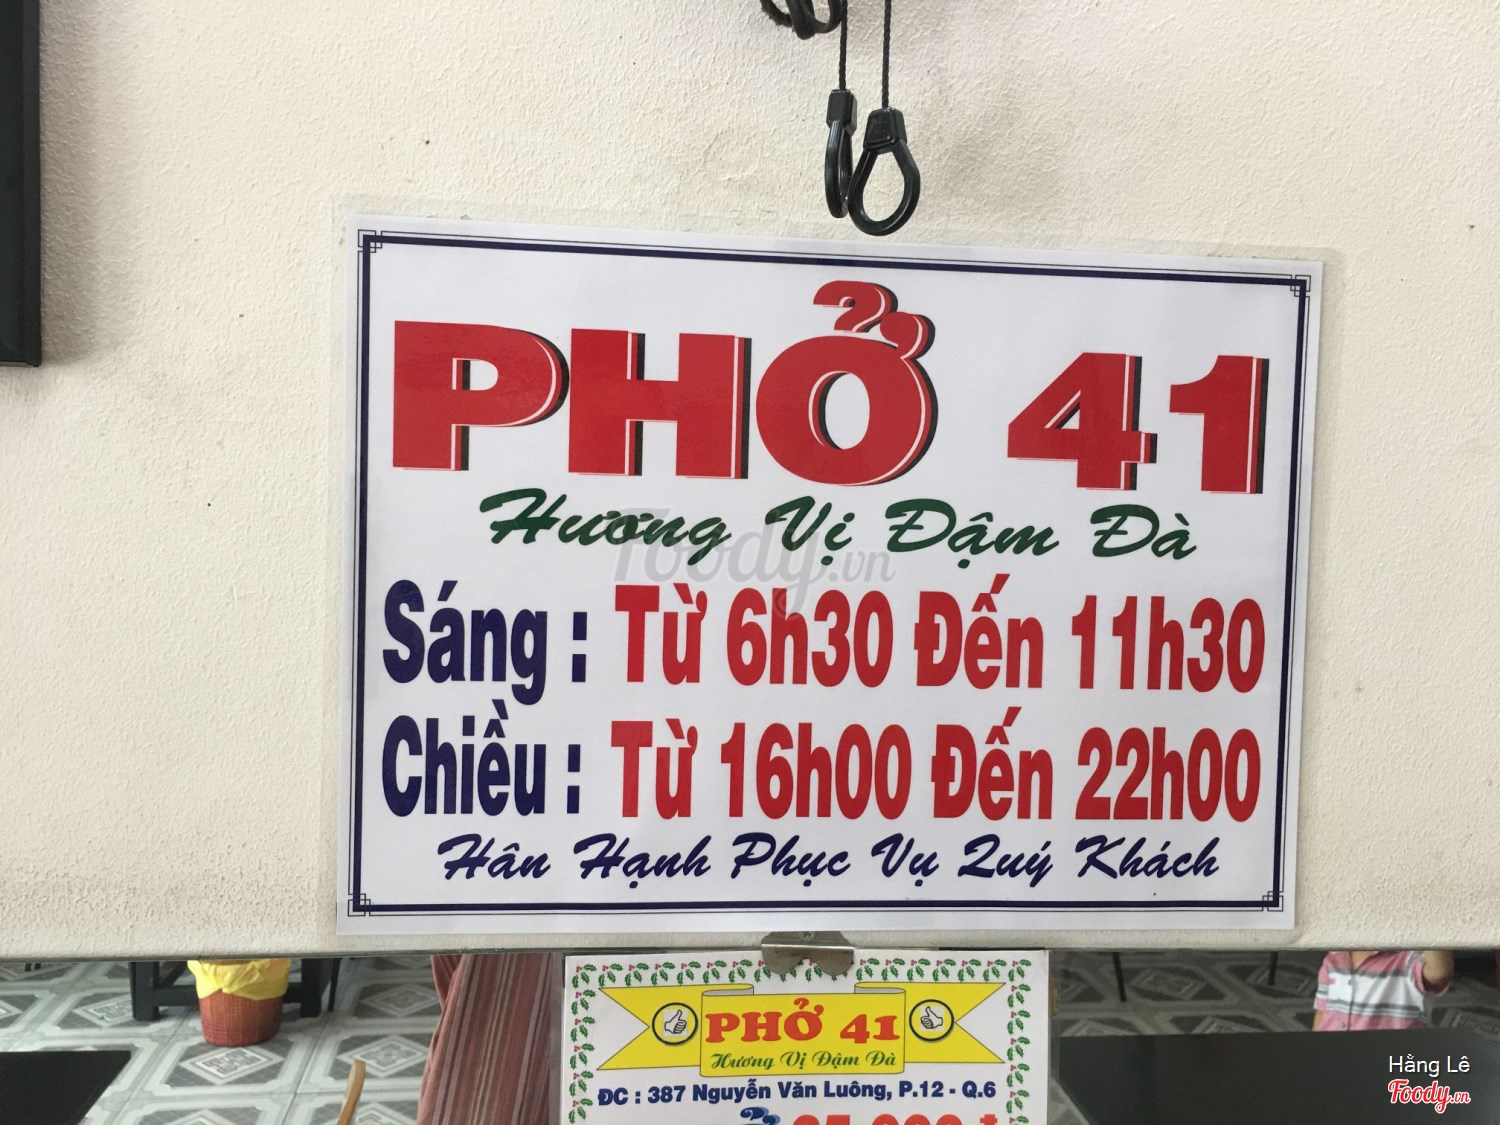 PHỞ 41
Hương Vị Đậm Đà
Sáng : Từ 6h30 Đến 11h30
Chiều : Từ 16h00 Đến 22h00
Hân Hạnh Phục Vụ Quý Khách
Foody.vn
PHỞ 41
Hương Vị Đậm Đà
ĐC : 387 Nguyễn Văn Luông, P.12 - Q.6
Hằng Lê
Foody.vn